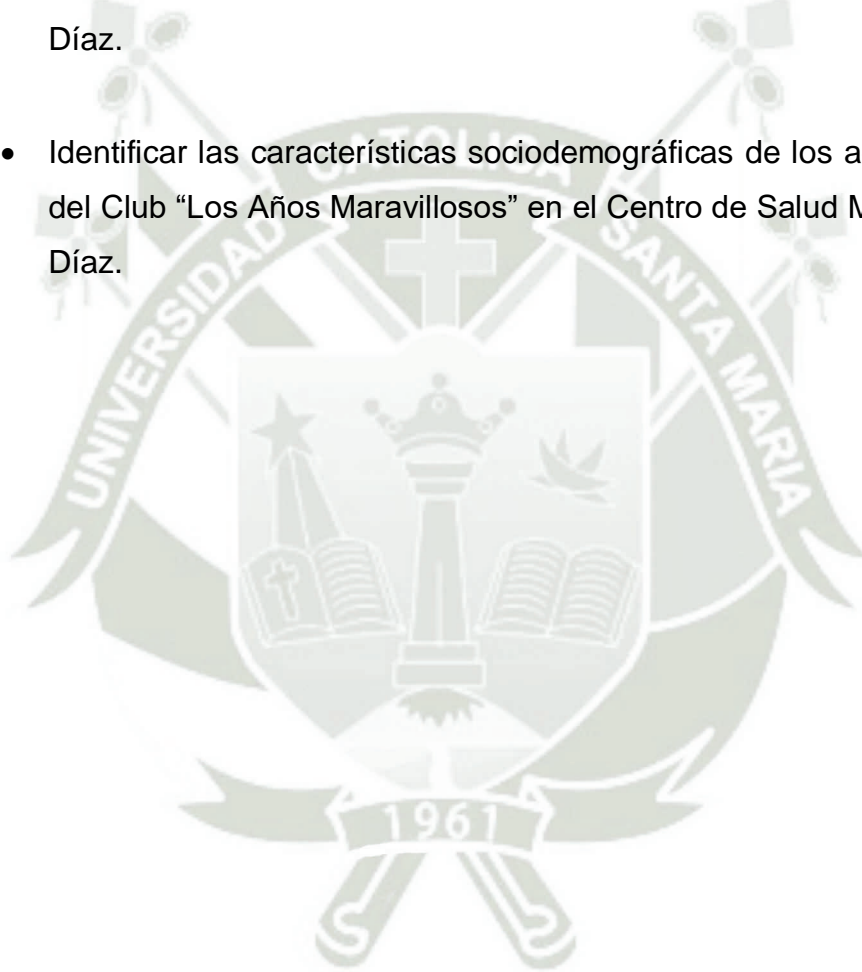 Díaz.
• Identificar las características sociodemográficas de los a
del Club “Los Años Maravillosos” en el Centro de Salud M
Díaz.
UNIVERSIDAD CATOLICA SANTA MARIA
1961